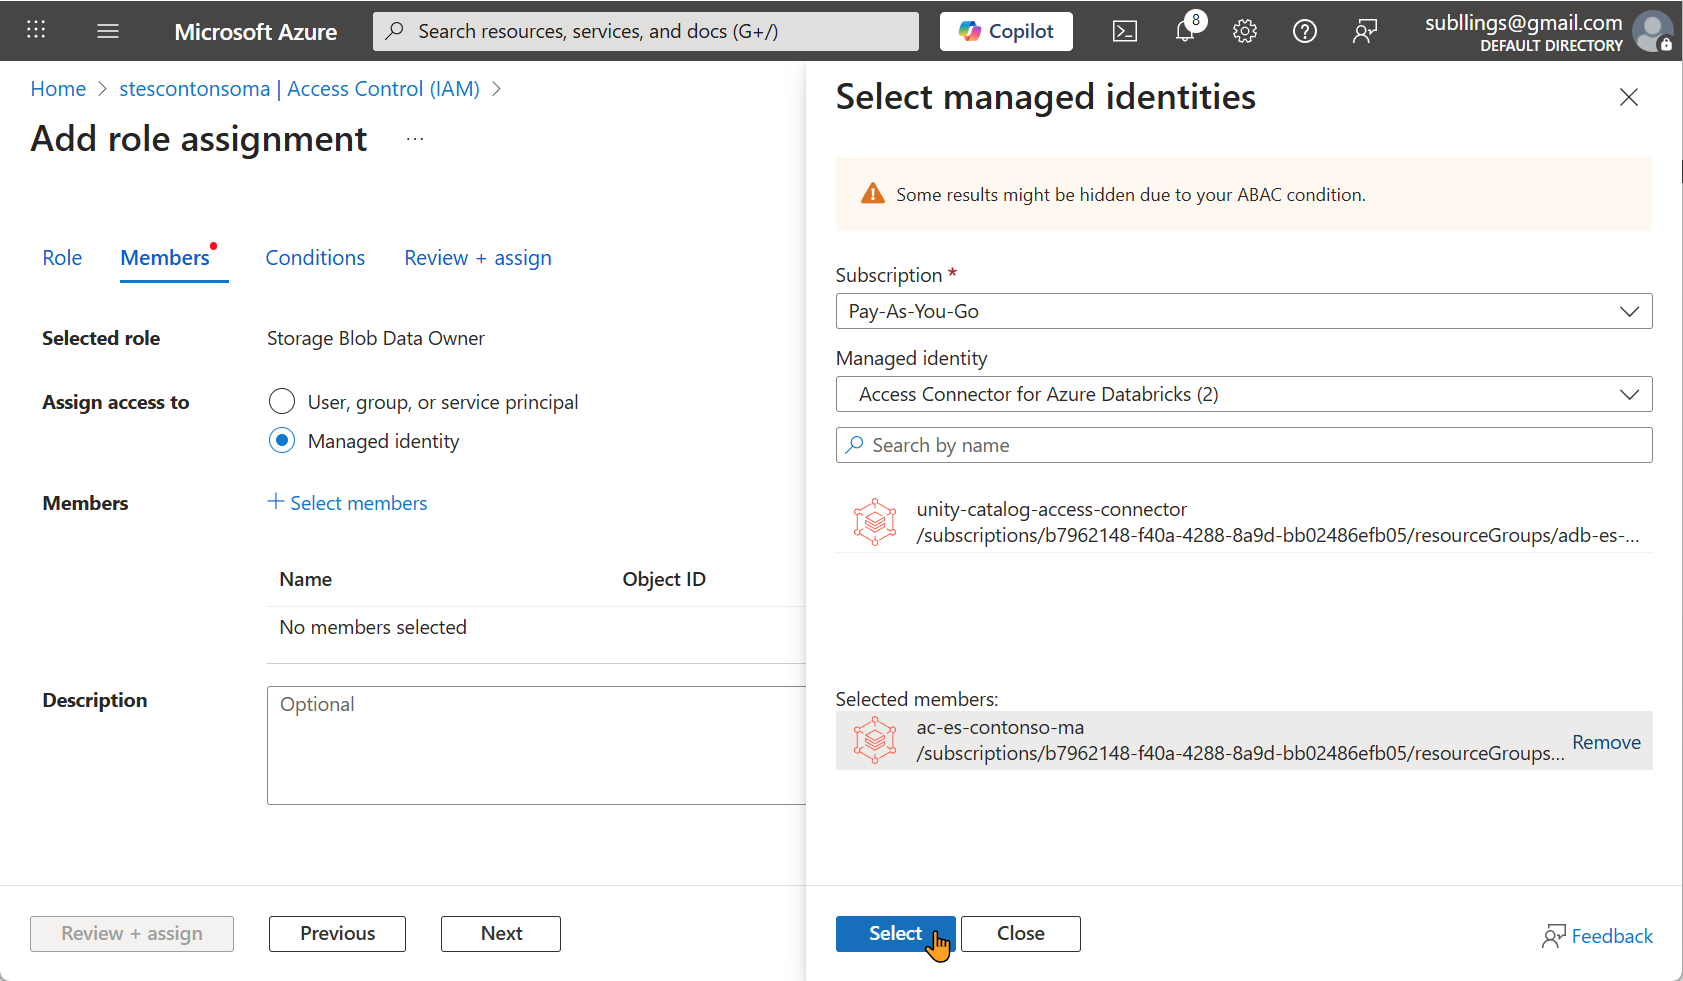 Microsoft Azure
Search resources, services, and docs (G+/)
Copilot
8
subllings@gmail.com
DEFAULT DIRECTORY
Home > stescontonsoma | Access Control (IAM) >
Add role assignment ...
Role
Members
Conditions
Review + assign
Selected role
Storage Blob Data Owner
Assign access to
User, group, or service principal
Managed identity
Members
+ Select members
Name
Object ID
No members selected
Description
Optional
Review + assign
Previous
Next
Select managed identities
Some results might be hidden due to your ABAC condition.
Subscription *
Pay-As-You-Go
Managed identity
Access Connector for Azure Databricks (2)
Search by name
unity-catalog-access-connector
/subscriptions/b7962148-f40a-4288-8a9d-bb02486efb05/resourceGroups/adb-es-...
Selected members:
ac-es-contonso-ma
/subscriptions/b7962148-f40a-4288-8a9d-bb02486efb05/resourceGroups...
Remove
Select
Close
Feedback